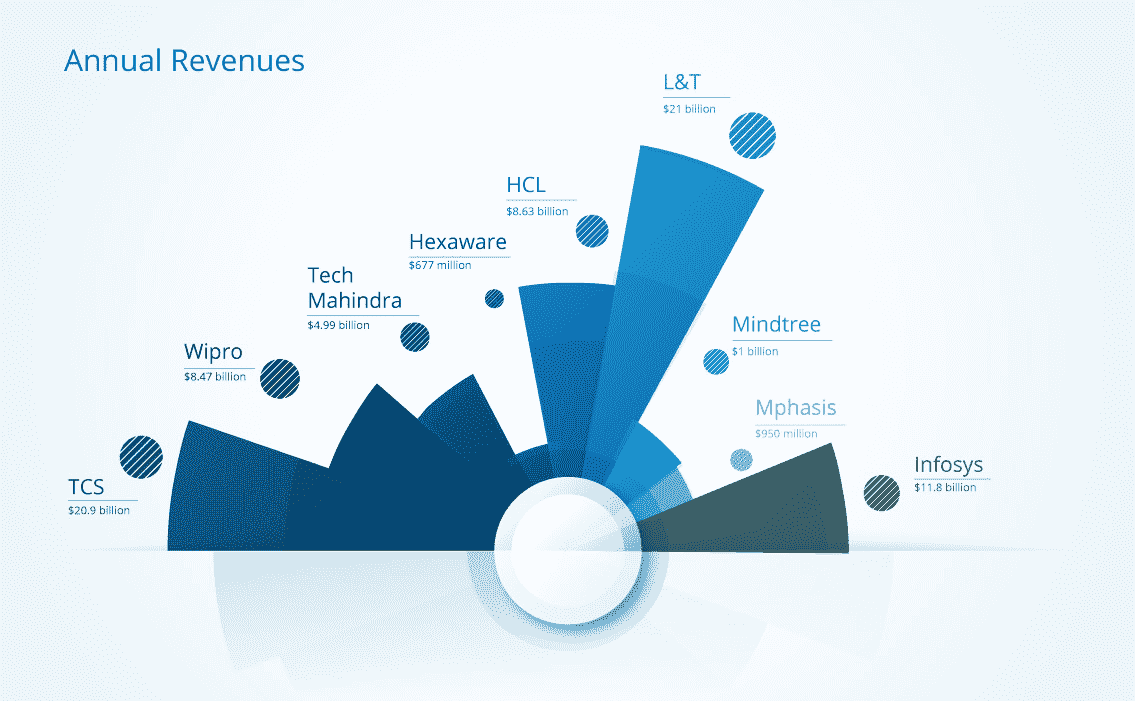 Annual Revenues
L&T
$21 billion
HCL
$8.63 billion
Hexaware
$677 million
Tech
Mahindra
$4.99 billion
Wipro
$8.47 billion
TCS
$20.9 billion
Mindtree
$1 billion
Mphasis
$950 million
Infosys
$11.8 billion